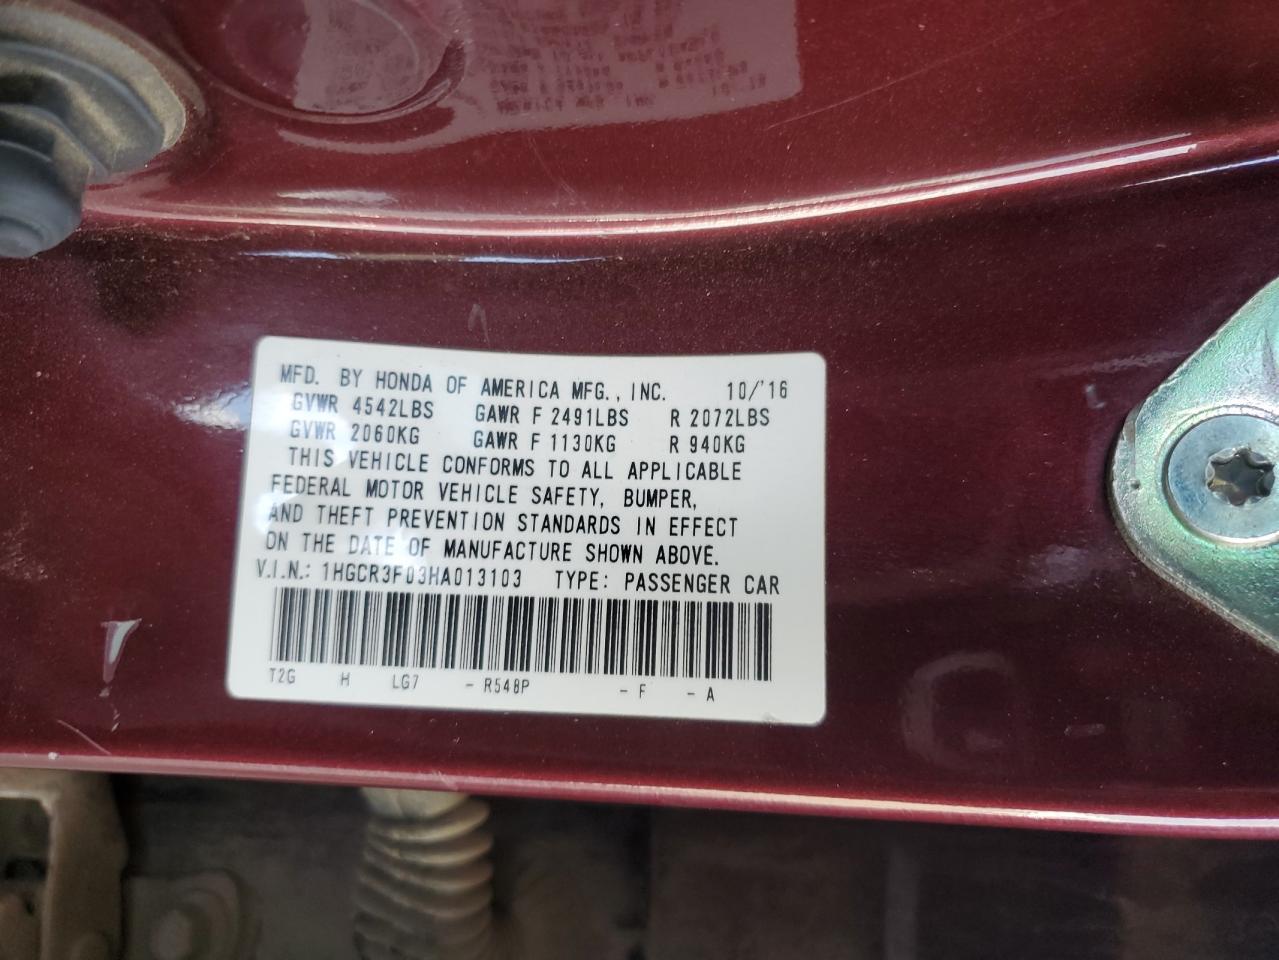 MFD. BY HONDA OF AMERICA MFG., INC. 10/'16
GVWR 4542LBS GAWR F 2491LBS R 2072LBS
GVWR 2060KG GAWR F 1130KG R 940KG
THIS VEHICLE CONFORMS TO ALL APPLICABLE
FEDERAL MOTOR VEHICLE SAFETY, BUMPER,
AND THEFT PREVENTION STANDARDS IN EFFECT
ON THE DATE OF MANUFACTURE SHOWN ABOVE.
V.I.N.: 1HGCR3F03HA013103 TYPE: PASSENGER CAR
T2G H LG7 - R548P - F - A